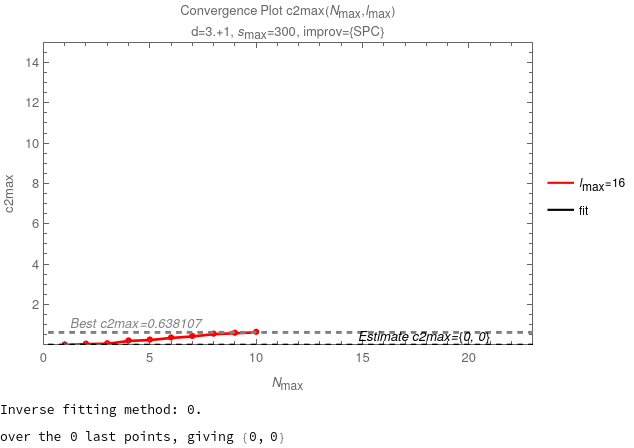 Convergence Plot c2max(Nmax,lmax)
d=3.+1, smax=300, improv={SPC}
14
12
10
8
6
4
2
c2max
lmax=16
fit
Best c2max=0.638107
Estimate c2max={0, 0}
0
5
10
15
20
Nmax
Inverse fitting method: 0.
over the 0 last points, giving {0, 0}